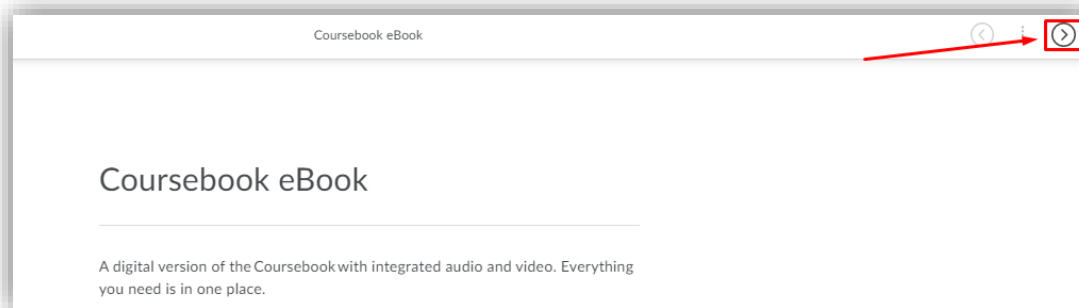 Coursebook eBook
Coursebook eBook
A digital version of the Coursebook with integrated audio and video. Everything
you need is in one place.